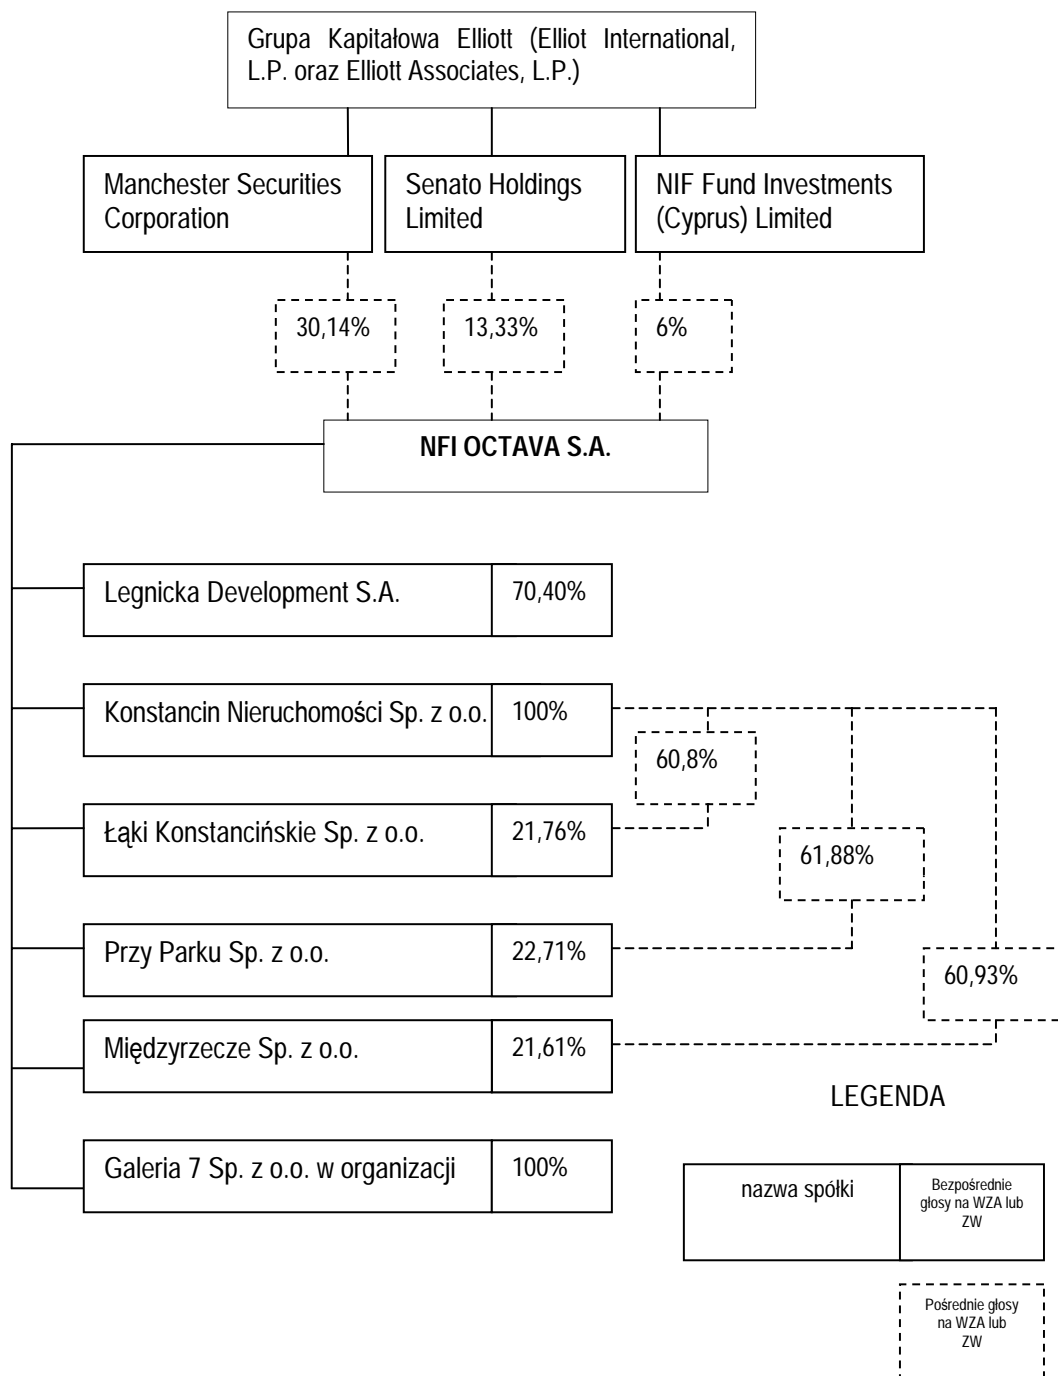 Grupa Kapitałowa Elliott (Elliot International,
L.P. oraz Elliott Associates, L.P.)
Manchester Securities
Corporation
Senato Holdings
Limited
NIF Fund Investments
(Cyprus) Limited
30,14%
13,33%
6%
NFI OCTAVA S.A.
Legnicka Development S.A.
70,40%
Konstancin Nieruchomości Sp. z o.o.
100%
60,8%
Łąki Konstancińskie Sp. z o.o.
21,76%
61,88%
Przy Parku Sp. z o.o.
22,71%
60,93%
Międzyrzecze Sp. z o.o.
21,61%
LEGENDA
Galeria 7 Sp. z o.o. w organizacji
100%
nazwa spółki
Bezpośrednie
głosy na WZA lub
ZW
Pośrednie głosy
na WZA lub
ZW